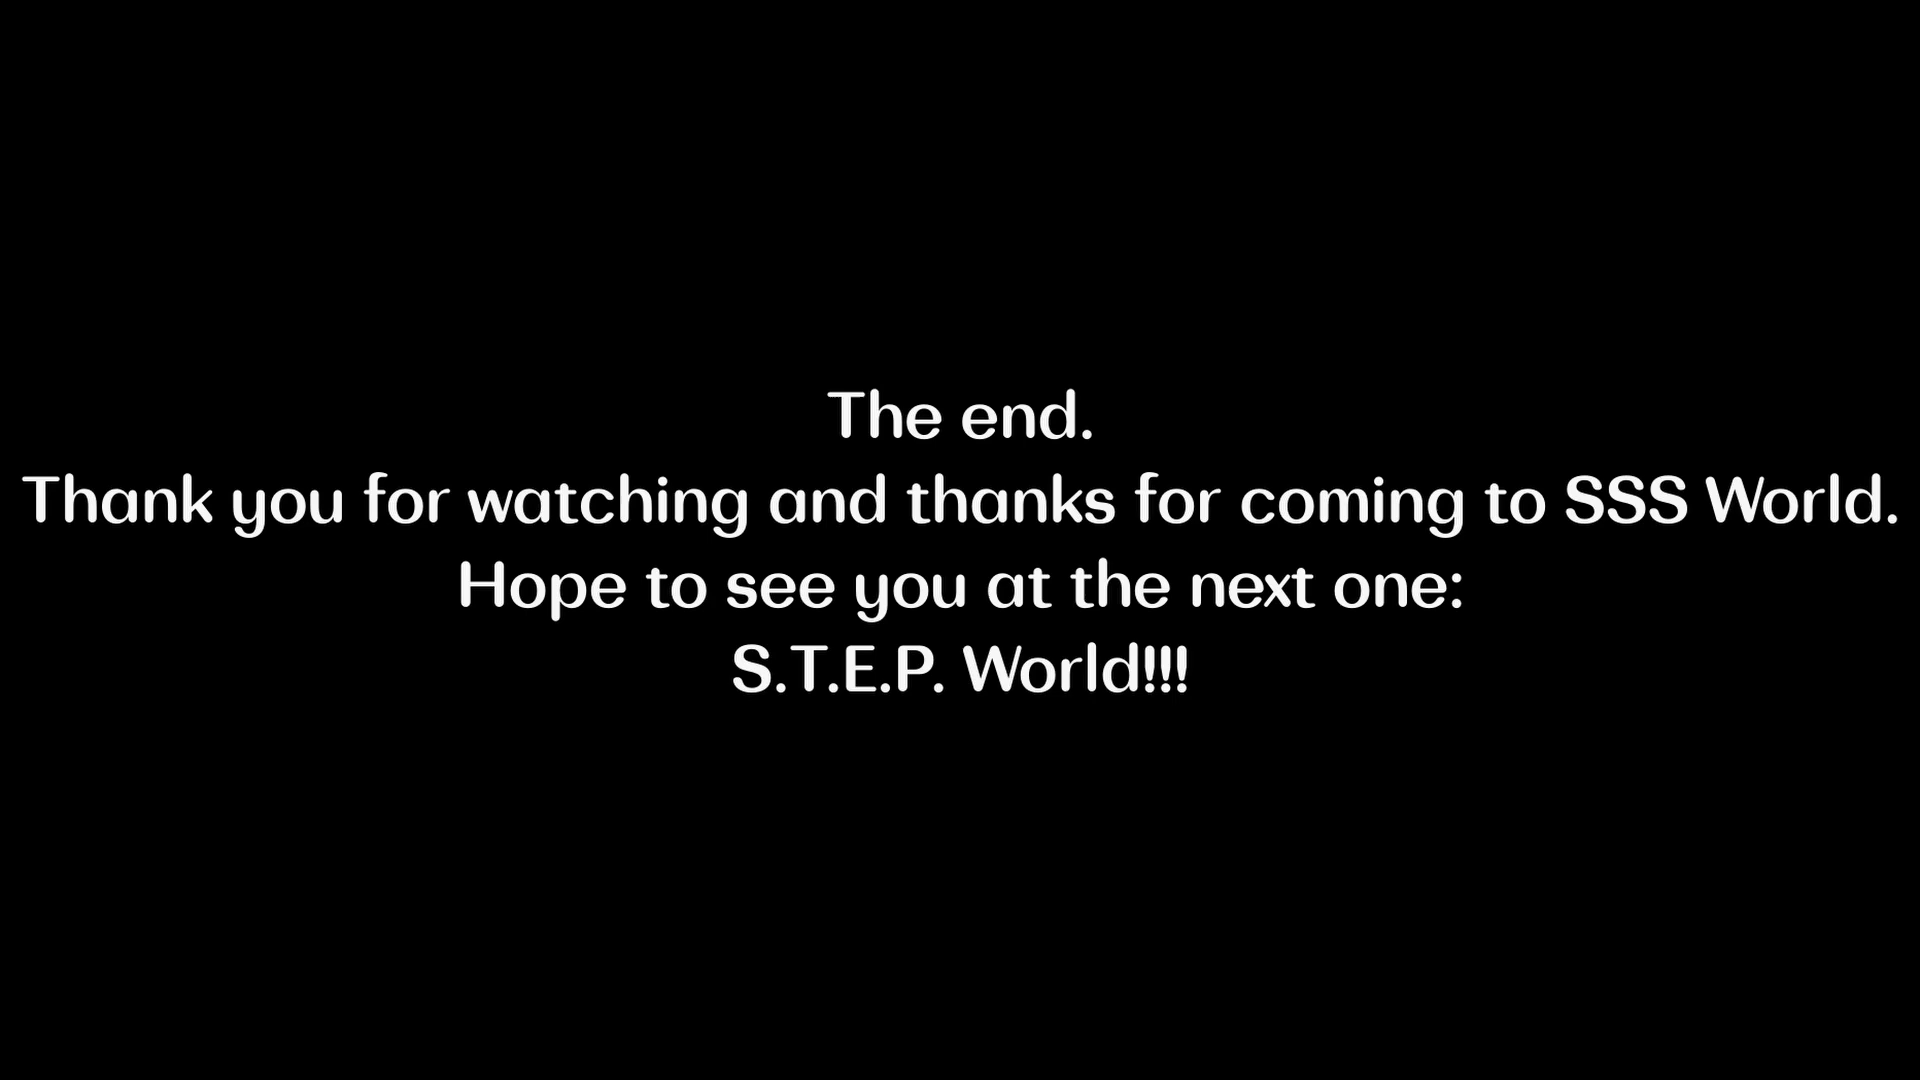 The end.
Thank you for watching and thanks for coming to SSS World.
Hope to see you at the next one:
S.T.E.P. World!!!